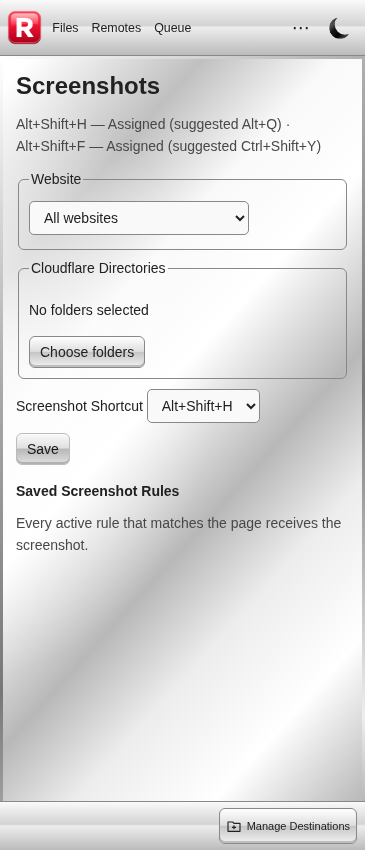 R Files Remotes Queue ...
Screenshots
Alt+Shift+H — Assigned (suggested Alt+Q) ·
Alt+Shift+F — Assigned (suggested Ctrl+Shift+Y)
Website
All websites
Cloudflare Directories
No folders selected
Choose folders
Screenshot Shortcut Alt+Shift+H
Save
Saved Screenshot Rules
Every active rule that matches the page receives the
screenshot.
Manage Destinations